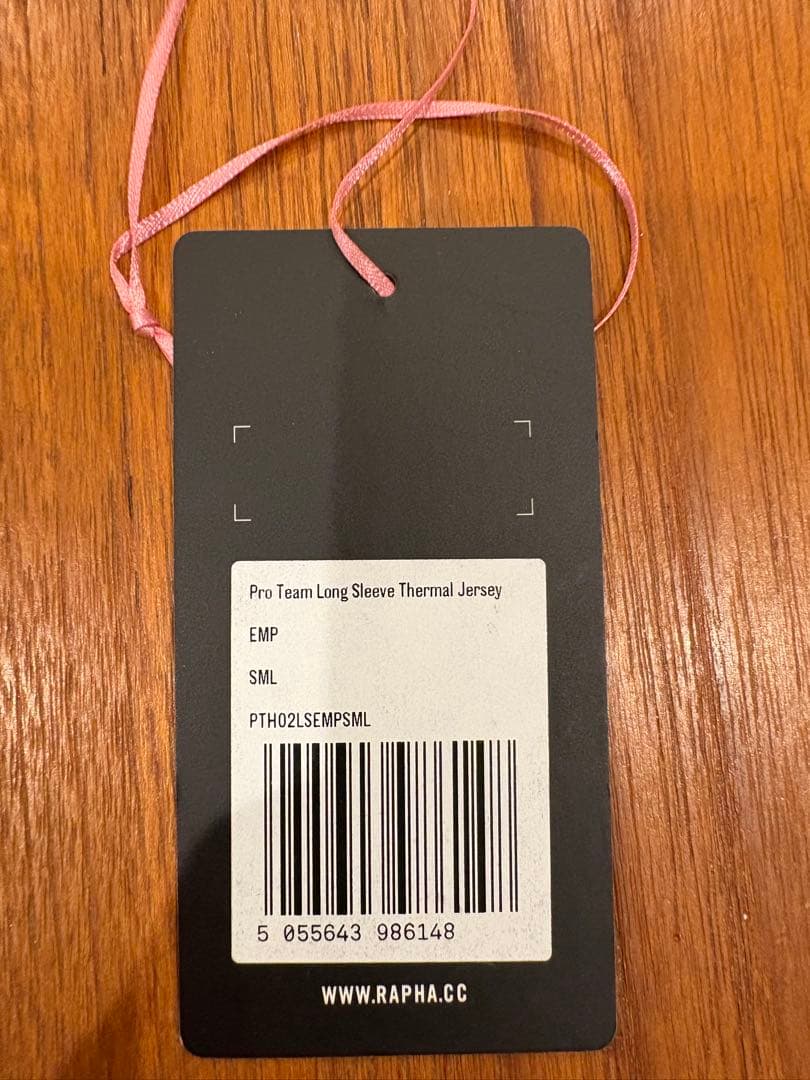 Pro Team Long Sleeve Thermal Jersey
EMP
SML
PTH02LSEMPSML
5 055643 986148
WWW.RAPHA.CC